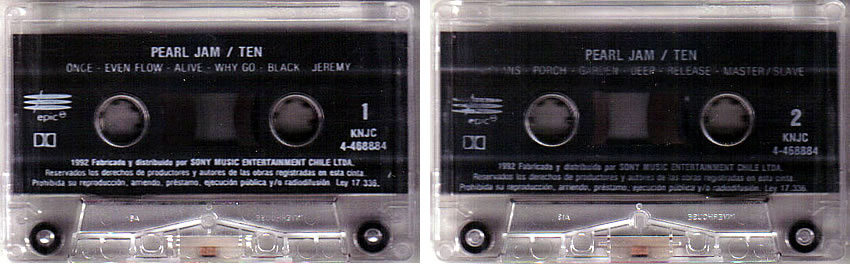 PEARL JAM / TEN
ONCE - EVEN FLOW - ALIVE - WHY GO - BLACK JEREMY
epic
1
KNJC
4-468884
1992 Fabricado y distribuido por SONY MUSIC ENTERTAINMENT CHILE LTDA.
Reservados los derechos de productores y autores de las obras registradas en esta cinta.
Prohibida su reproducción, arriendo, préstamo, ejecución pública y/o radiodifusión. Ley 17.336.
PEARL JAM / TEN
PORCH - GARDEN - DEEP - RELEASE - MASTER/SLAVE
epic
2
KNJC
4-468884
1992 Fabricado y distribuido por SONY MUSIC ENTERTAINMENT CHILE LTDA.
Reservados los derechos de productores y autores de las obras registradas en esta cinta.
Prohibida su reproducción, arriendo, préstamo, ejecución pública y/o radiodifusión. Ley 17.336.